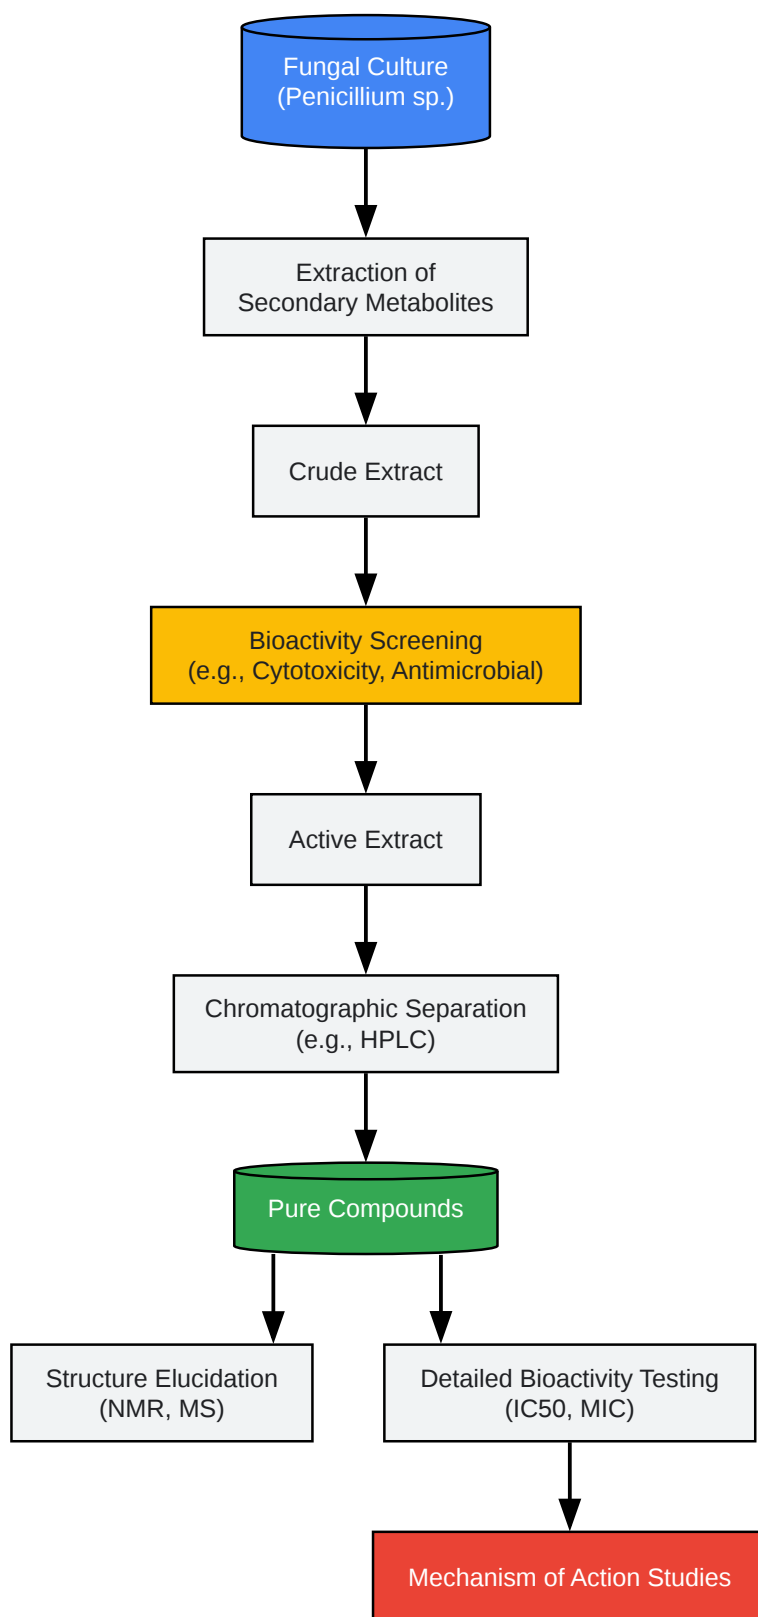 Fungal Culture
(Penicillium sp.)
Extraction of
Secondary Metabolites
Crude Extract
Bioactivity Screening
(e.g., Cytotoxicity, Antimicrobial)
Active Extract
Chromatographic Separation
(e.g., HPLC)
Pure Compounds
Structure Elucidation
(NMR, MS)
Detailed Bioactivity Testing
(IC50, MIC)
Mechanism of Action Studies